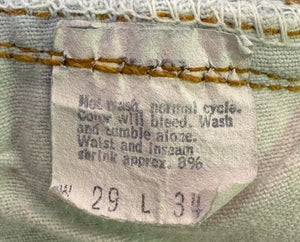 Hot wash, normal cycle.
Color will bleed. Wash
and tumble alone.
Waist and Inseam
shrink approx. 8%
W 29 L 34